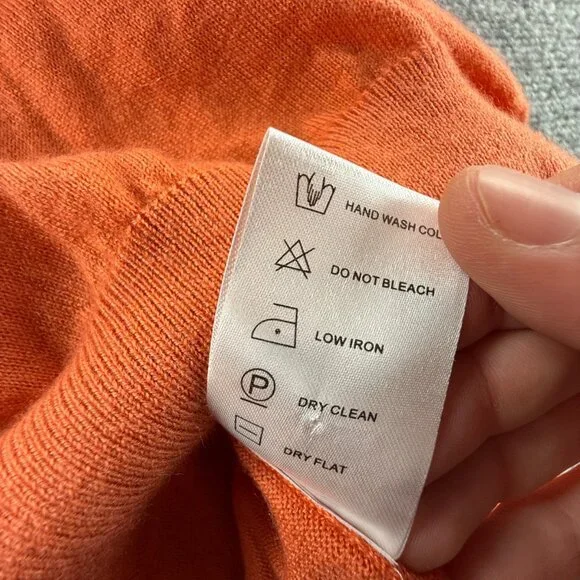 HAND WASH COL
DO NOT BLEACH
LOW IRON
P
DRY CLEAN
DRY FLAT